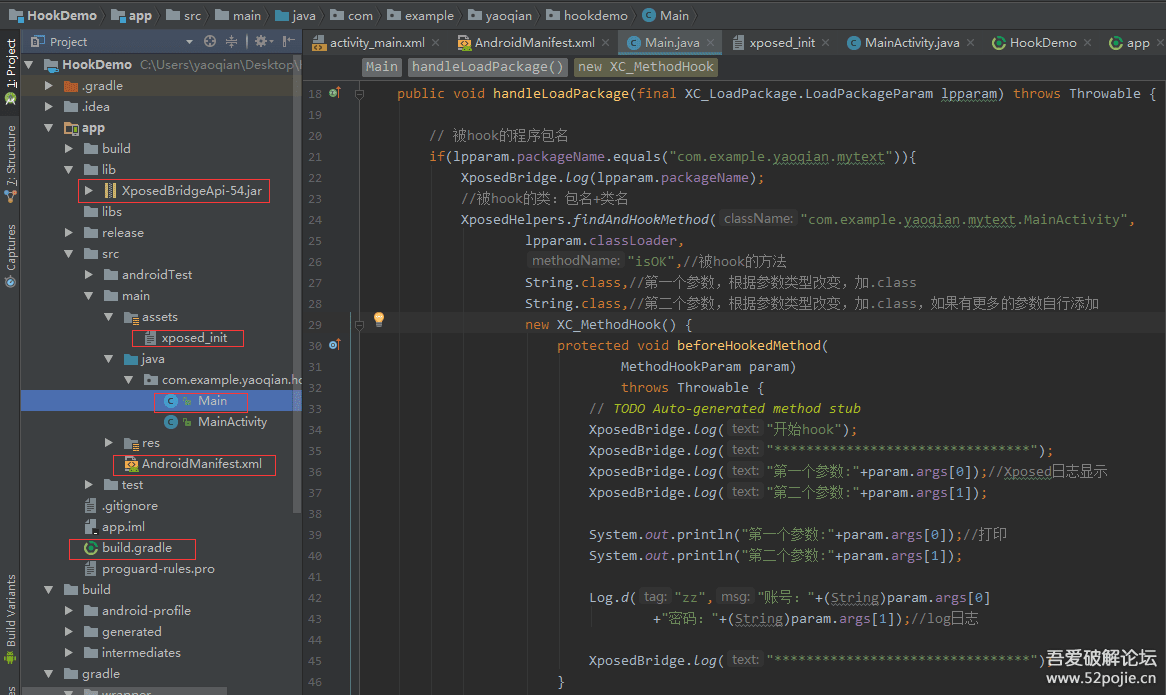 HookDemo app src main java com example yaoqian hookdemo Main
Project
activity_main.xml AndroidManifest.xml Main.java xposed_init MainActivity.java HookDemo app
Main handleLoadPackage() new XC_MethodHook
1: Project
7: Structure
Captures
Build Variants
HookDemo C:\Users\yaoqian\Desktop\
.gradle
.idea
app
build
lib
XposedBridgeApi-54.jar
libs
release
src
androidTest
main
assets
xposed_init
java
com.example.yaoqian.ho
Main
MainActivity
res
AndroidManifest.xml
test
.gitignore
app.iml
build.gradle
proguard-rules.pro
build
android-profile
generated
intermediates
gradle
wrapper
18 public void handleLoadPackage(final XC_LoadPackage.LoadPackageParam lpparam) throws Throwable {
19
20 // 被hook的程序包名
21 if(lpparam.packageName.equals("com.example.yaoqian.mytext")){
22 XposedBridge.log(lpparam.packageName);
23 //被hook的类: 包名+类名
24 XposedHelpers.findAndHookMethod( className: "com.example.yaoqian.mytext.MainActivity",
25 lpparam.classLoader,
26 methodName: "isOK",//被hook的方法
27 String.class,//第一个参数, 根据参数类型改变, 加.class
28 String.class,//第二个参数, 根据参数类型改变, 加.class, 如果有更多的参数自行添加
29 new XC_MethodHook() {
30 protected void beforeHookedMethod(
31 MethodHookParam param)
32 throws Throwable {
33 // TODO Auto-generated method stub
34 XposedBridge.log( text: "开始hook");
35 XposedBridge.log( text: "********************************");
36 XposedBridge.log( text: "第一个参数:"+param.args[0]);//Xposed日志显示
37 XposedBridge.log( text: "第二个参数:"+param.args[1]);
38
39 System.out.println("第一个参数:"+param.args[0]);//打印
40 System.out.println("第二个参数:"+param.args[1]);
41
42 Log.d( tag: "zz", msg: "账号: "+(String)param.args[0]
43 +"密码: "+(String)param.args[1]);//log日志
44
45 XposedBridge.log( text: "********************************")
46 }
吾爱破解论坛
www.52pojie.cn